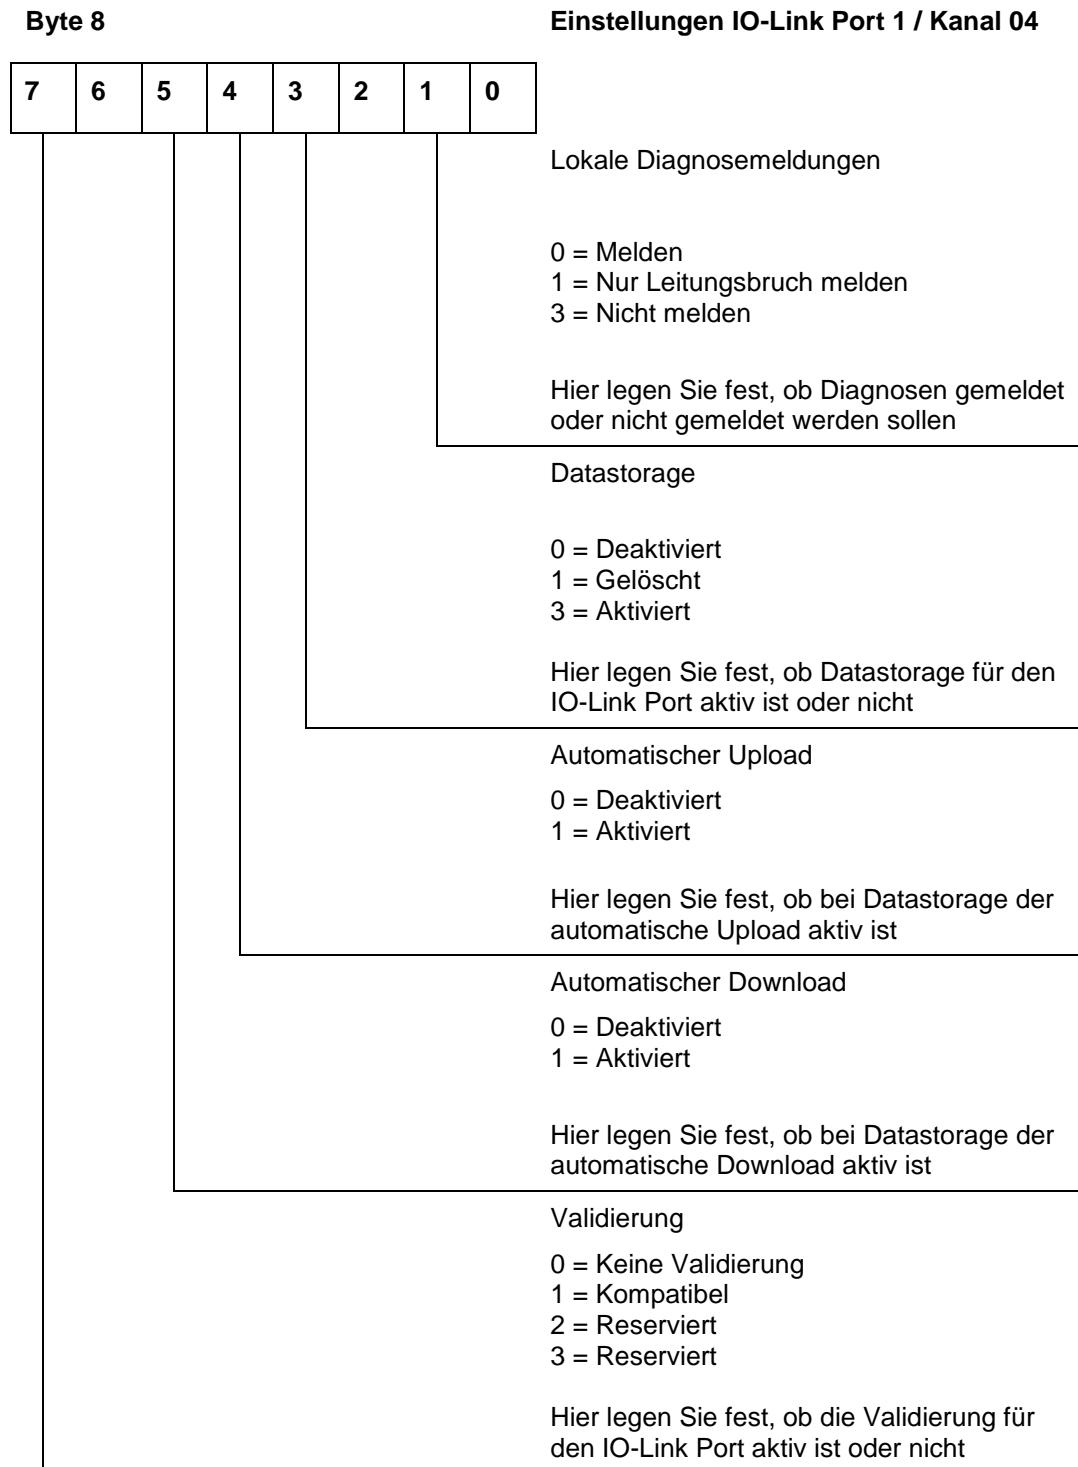 Byte 8 Einstellungen IO-Link Port 1 / Kanal 04
7 6 5 4 3 2 1 0
Lokale Diagnosemeldungen
0 = Melden
1 = Nur Leitungsbruch melden
3 = Nicht melden
Hier legen Sie fest, ob Diagnosen gemeldet
oder nicht gemeldet werden sollen
Datastorage
0 = Deaktiviert
1 = Gelöscht
3 = Aktiviert
Hier legen Sie fest, ob Datastorage für den
IO-Link Port aktiv ist oder nicht
Automatischer Upload
0 = Deaktiviert
1 = Aktiviert
Hier legen Sie fest, ob bei Datastorage der
automatische Upload aktiv ist
Automatischer Download
0 = Deaktiviert
1 = Aktiviert
Hier legen Sie fest, ob bei Datastorage der
automatische Download aktiv ist
Validierung
0 = Keine Validierung
1 = Kompatibel
2 = Reserviert
3 = Reserviert
Hier legen Sie fest, ob die Validierung für
den IO-Link Port aktiv ist oder nicht